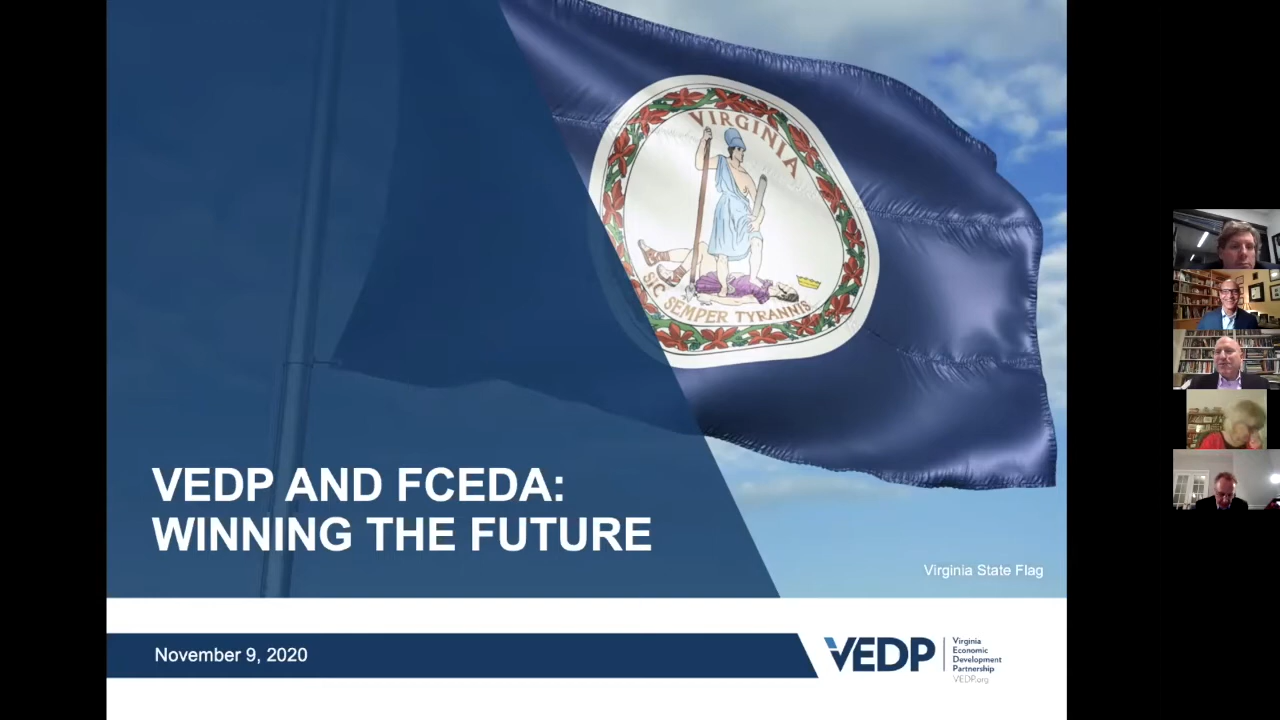 VIRGINIA
SIC SEMPER TYRANNIS
VEDP AND FCEDA:
WINNING THE FUTURE
Virginia State Flag
November 9, 2020
VEDP
Virginia
Economic
Development
Partnership
VEDP.org